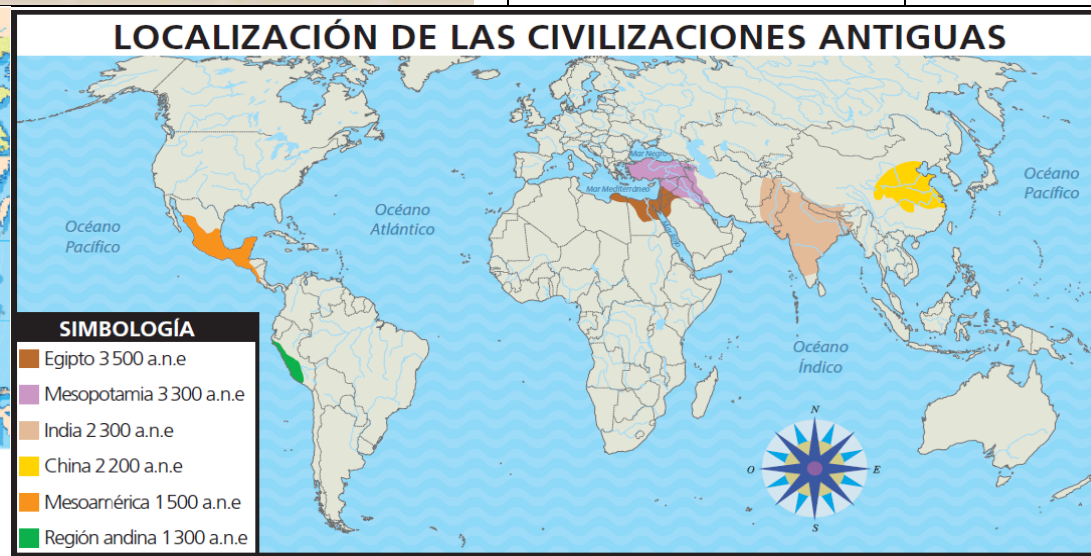 LOCALIZACIÓN DE LAS CIVILIZACIONES ANTIGUAS
Mar Negro
Mar Mediterráneo
Océano
Pacífico
Océano
Atlántico
Océano
Pacífico
Océano
Índico
SIMBOLOGÍA
Egipto 3 500 a.n.e
Mesopotamia 3 300 a.n.e
India 2 300 a.n.e
China 2 200 a.n.e
Mesoamérica 1 500 a.n.e
Región andina 1 300 a.n.e
N
O
E
S